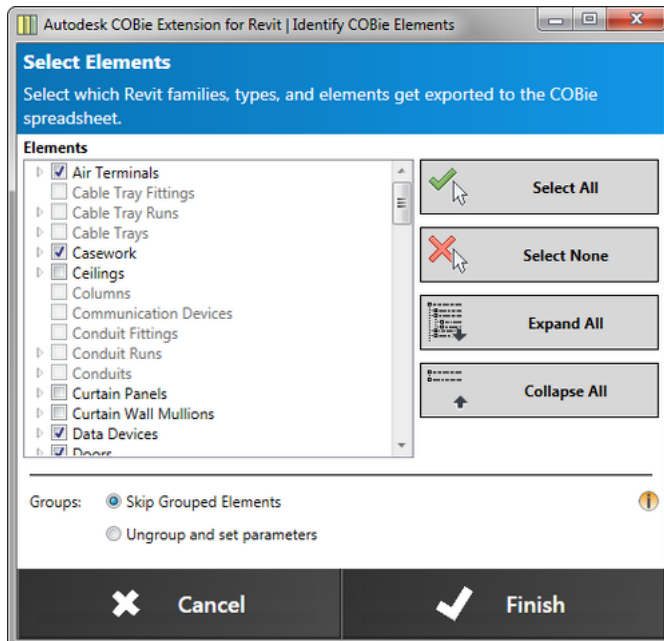 Autodesk COBie Extension for Revit | Identify COBie Elements
Select Elements
Select which Revit families, types, and elements get exported to the COBie
spreadsheet.
Elements
Air Terminals
Cable Tray Fittings
Cable Tray Runs
Cable Trays
Casework
Ceilings
Columns
Communication Devices
Conduit Fittings
Conduit Runs
Conduits
Curtain Panels
Curtain Wall Mullions
Data Devices
Doors
Select All
Select None
Expand All
Collapse All
Groups:
Skip Grouped Elements
Ungroup and set parameters
Cancel
Finish